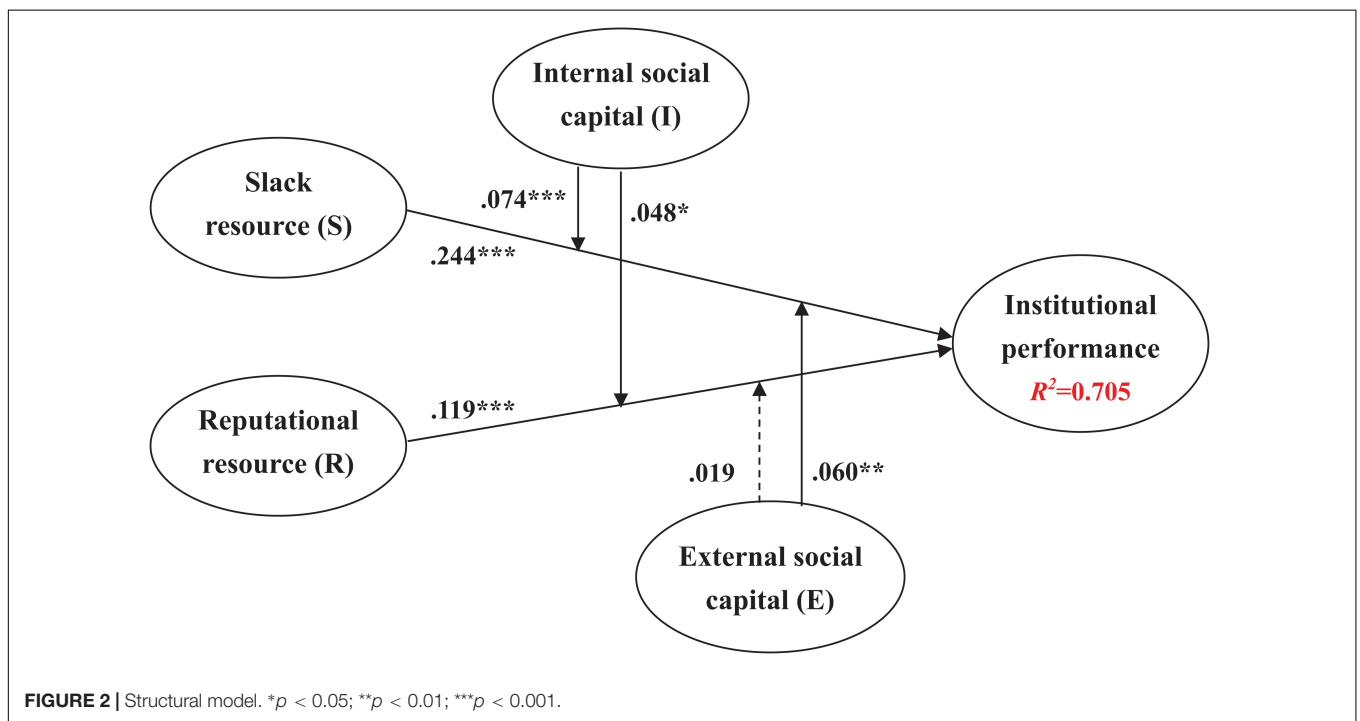 Internal social
capital (I)
Slack
resource (S)
.074***
.048*
.244***
Institutional
performance
R²=0.705
.119***
Reputational
resource (R)
.019
.060**
External social
capital (E)
FIGURE 2 | Structural model. *p < 0.05; **p < 0.01; ***p < 0.001.